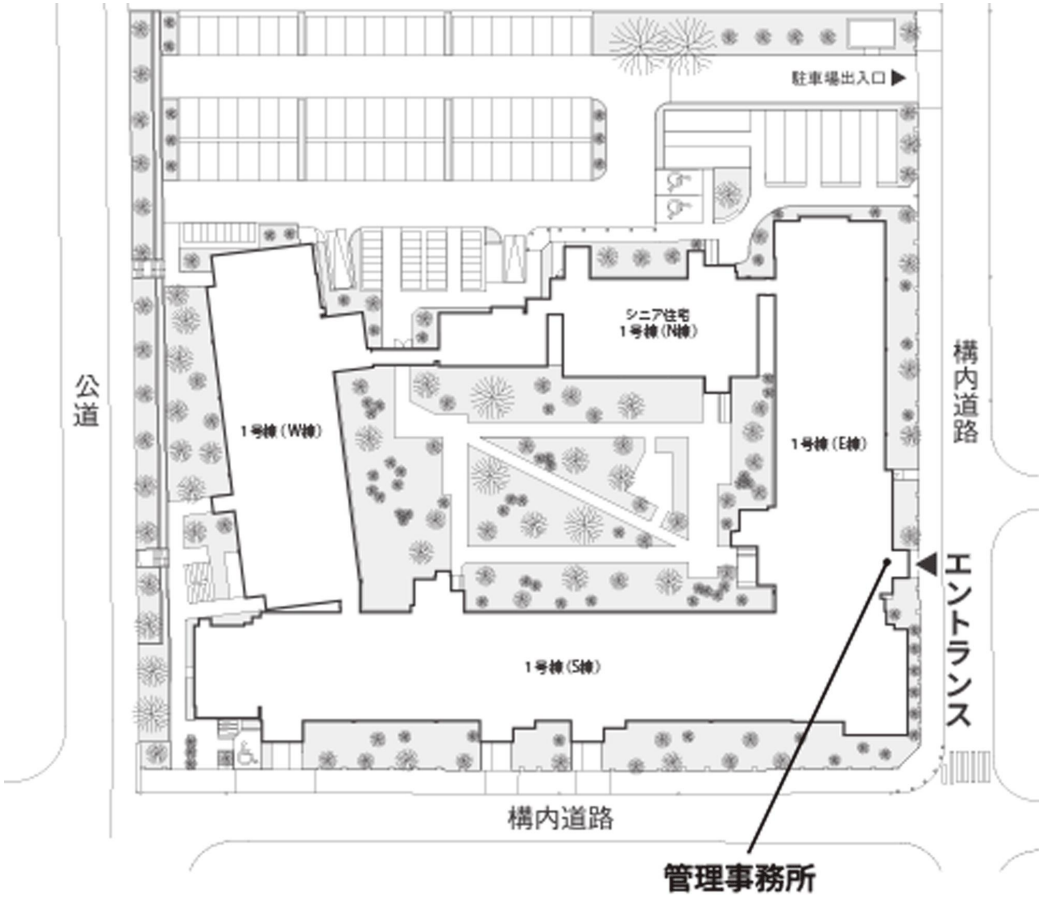 駐車場出入口
シニア住宅
1号棟(N棟)
構内道路
公道
1号棟(W棟)
1号棟(E棟)
エントランス
1号棟(S棟)
構内道路
管理事務所